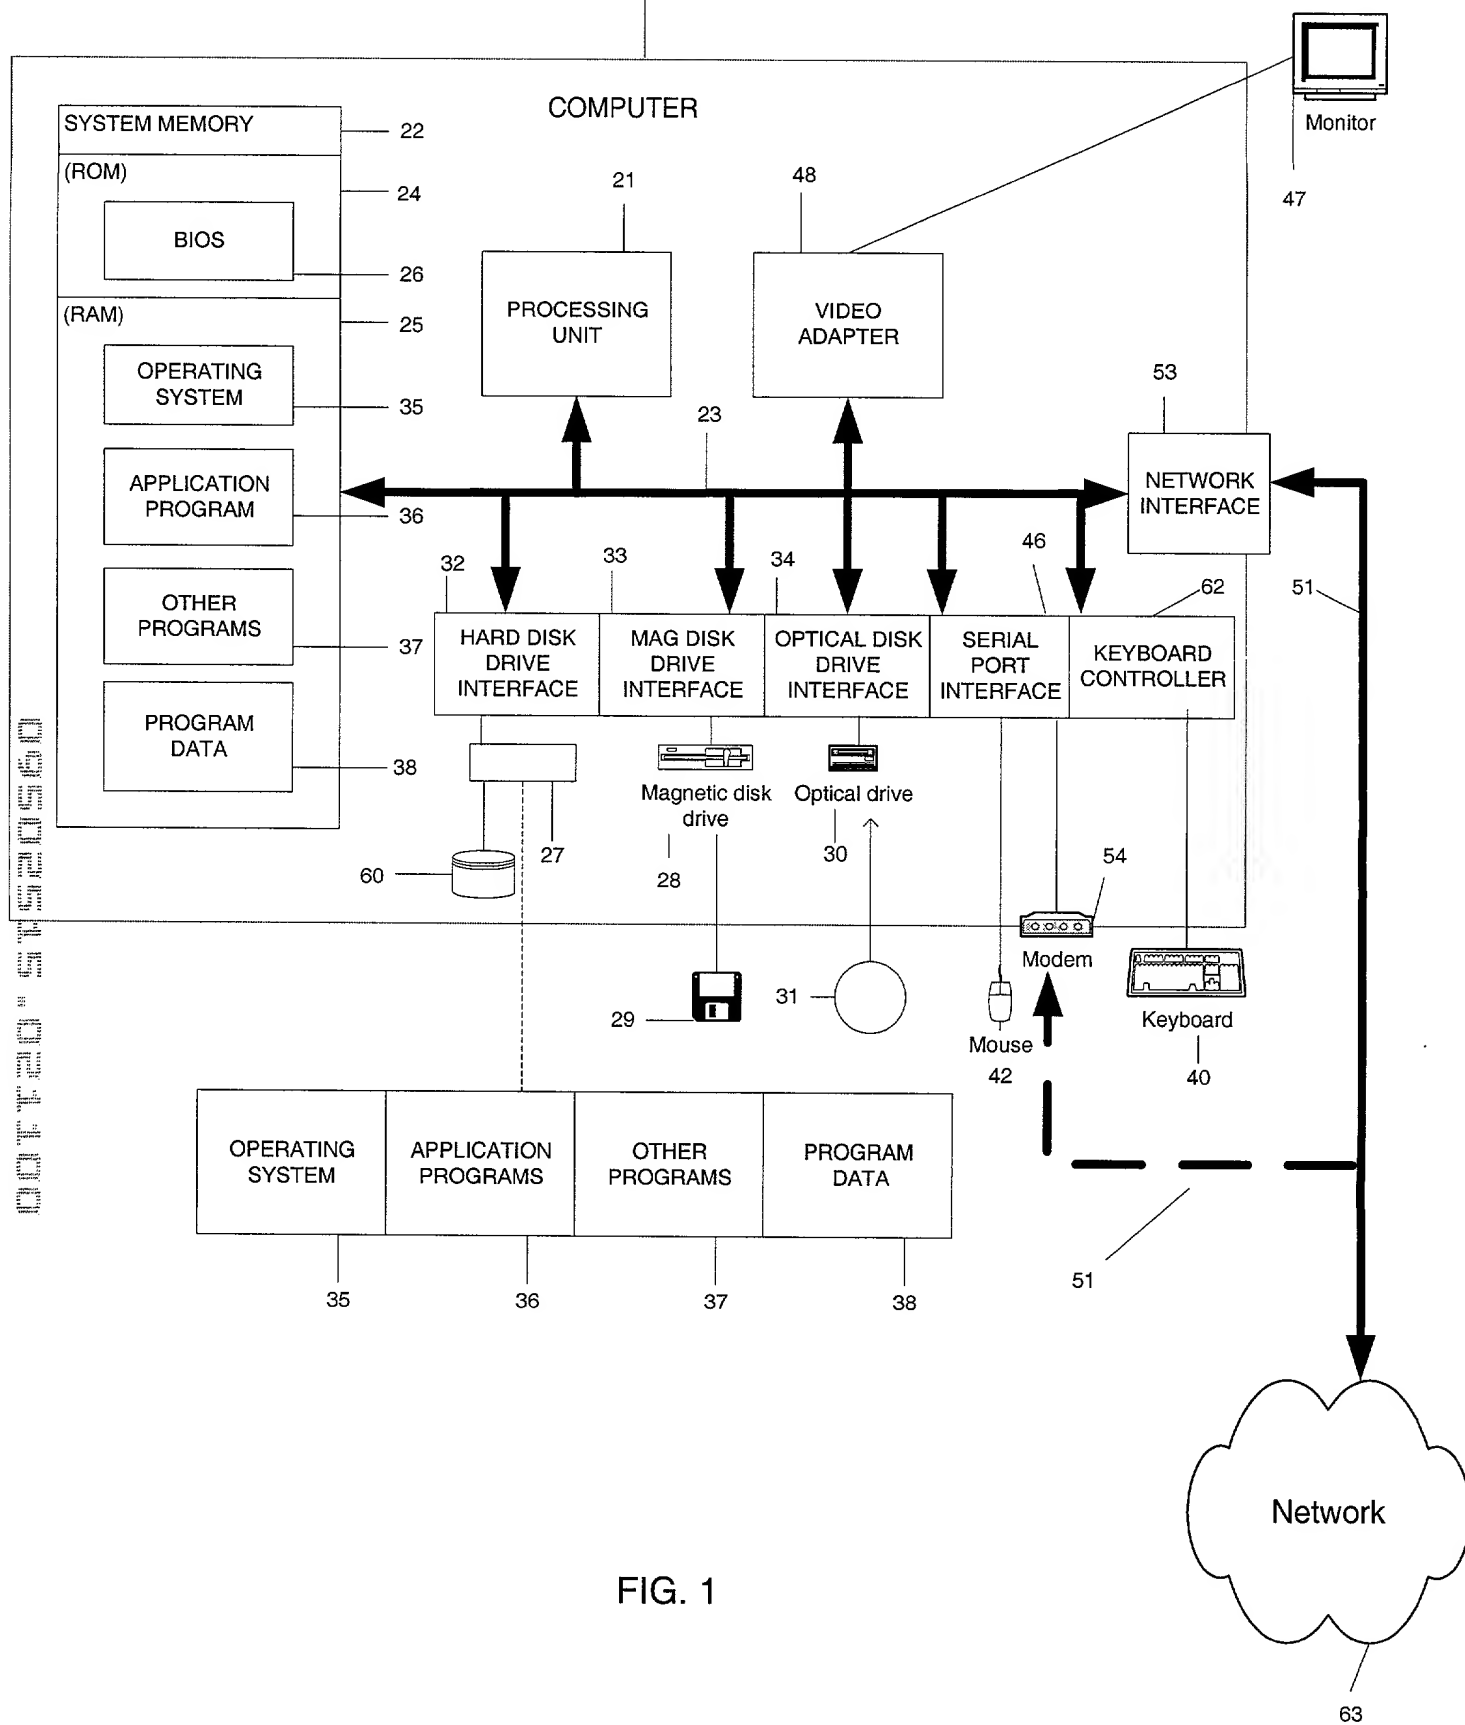 COMPUTER
Monitor
47
SYSTEM MEMORY
22
(ROM)
24
BIOS
26
(RAM)
25
OPERATING
SYSTEM
35
APPLICATION
PROGRAM
36
OTHER
PROGRAMS
37
PROGRAM
DATA
38
21
PROCESSING
UNIT
48
VIDEO
ADAPTER
23
53
NETWORK
INTERFACE
32
HARD DISK
DRIVE
INTERFACE
33
MAG DISK
DRIVE
INTERFACE
34
OPTICAL DISK
DRIVE
INTERFACE
46
SERIAL
PORT
INTERFACE
62
KEYBOARD
CONTROLLER
51
Magnetic disk
drive
28
Optical drive
30
27
60
54
Modem
29
31
Mouse
42
Keyboard
40
OPERATING
SYSTEM
APPLICATION
PROGRAMS
OTHER
PROGRAMS
PROGRAM
DATA
35
36
37
38
51
Network
63
FIG. 1